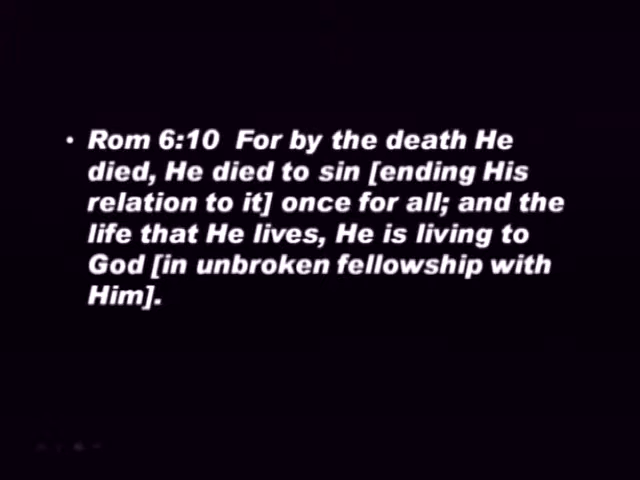 • Rom 6:10  For by the death He
died, He died to sin [ending His
relation to it] once for all; and the
life that He lives, He is living to
God [in unbroken fellowship with
Him].